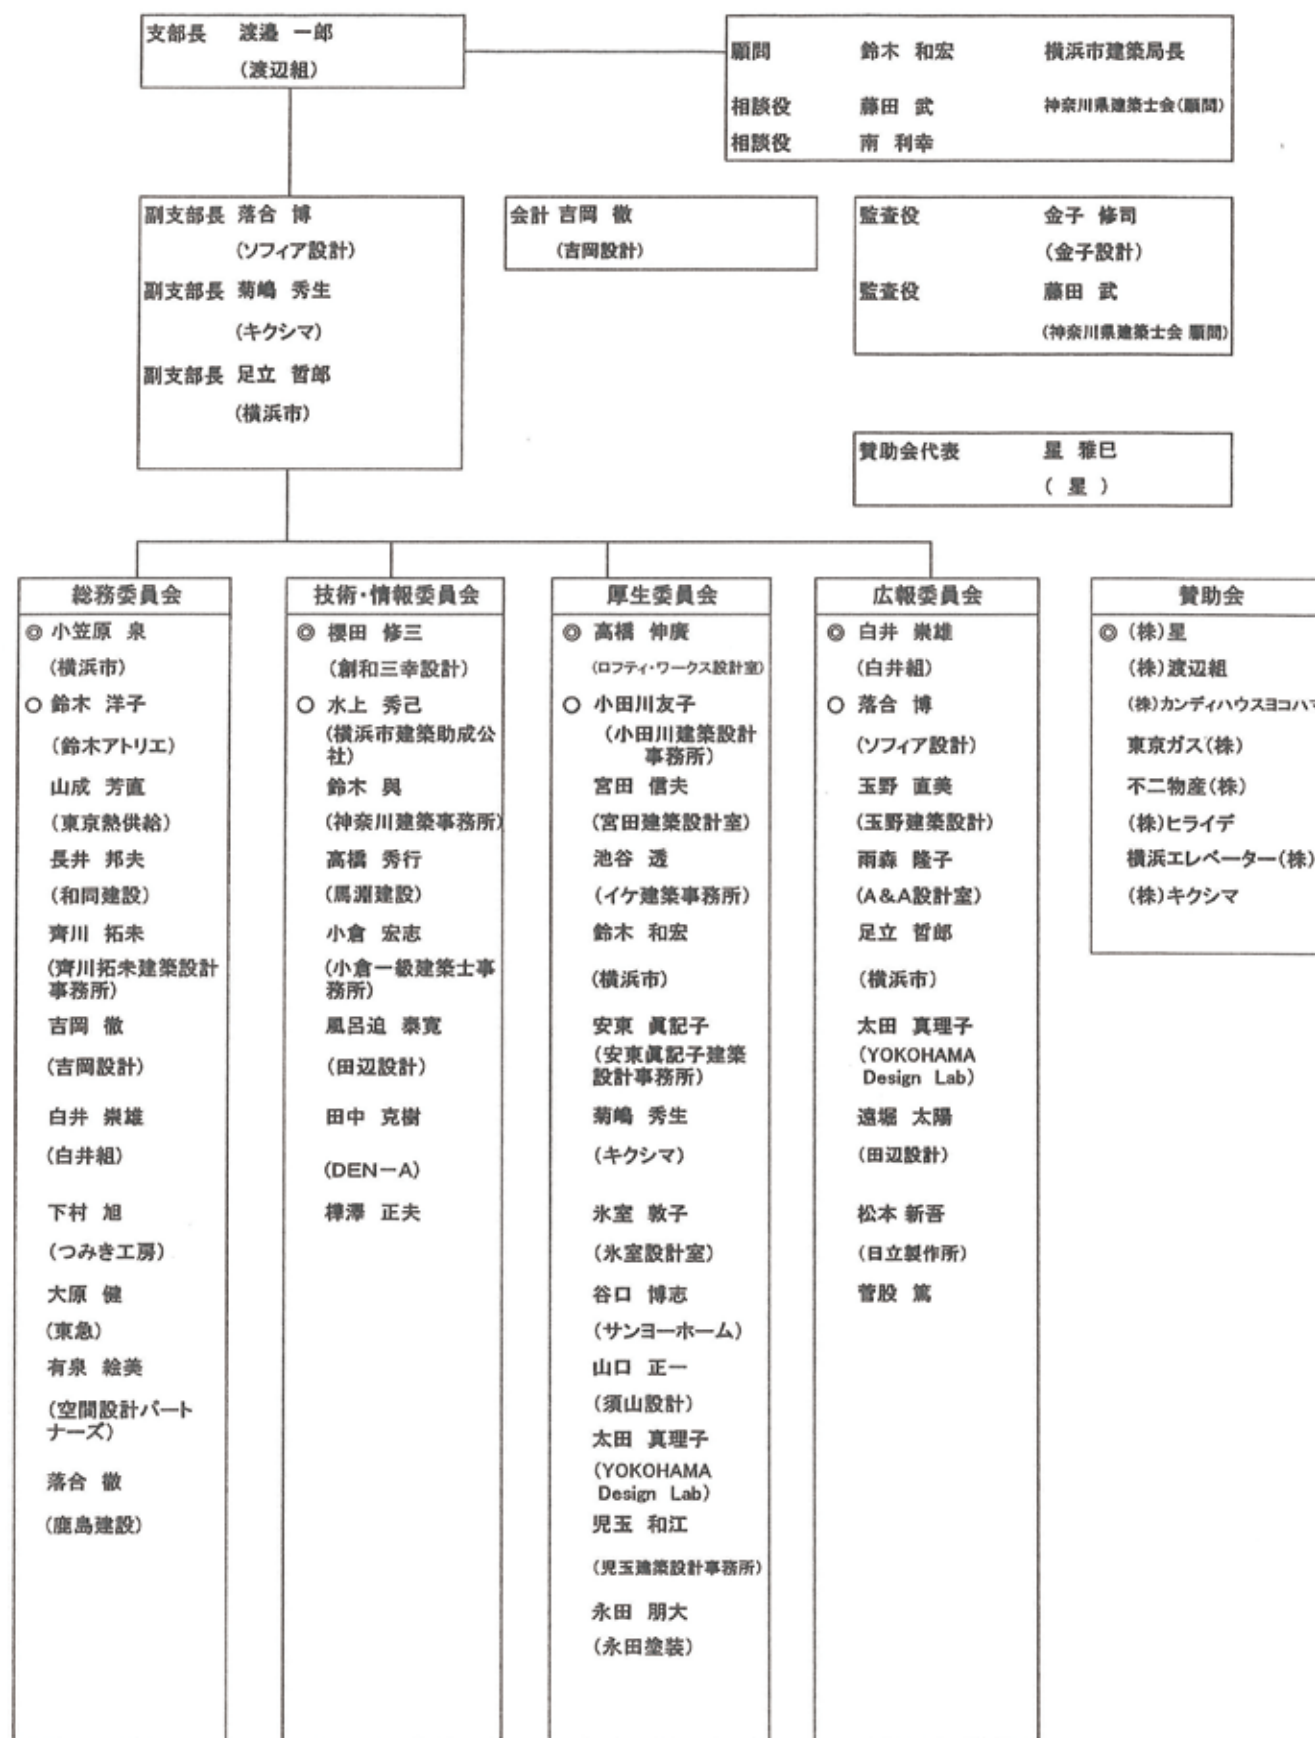 支部長 渡邉 一郎
(渡辺組)
顧問 鈴木 和宏 横浜市建築局長
相談役 藤田 武 神奈川県建築士会(顧問)
相談役 南 利幸
副支部長 落合 博
(ソフィア設計)
副支部長 菊嶋 秀生
(キクシマ)
副支部長 足立 哲郎
(横浜市)
会計 吉岡 徹
(吉岡設計)
監査役 金子 修司
(金子設計)
監査役 藤田 武
(神奈川県建築士会 顧問)
賛助会代表 星 雅巳
( 星 )
総務委員会
◎ 小笠原 泉
(横浜市)
○ 鈴木 洋子
(鈴木アトリエ)
山成 芳直
(東京熱供給)
長井 邦夫
(和同建設)
齊川 拓未
(齊川拓未建築設計
事務所)
吉岡 徹
(吉岡設計)
白井 崇雄
(白井組)
下村 旭
(つみき工房)
大原 健
(東急)
有泉 絵美
(空間設計パート
ナーズ)
落合 徹
(鹿島建設)
技術・情報委員会
◎ 櫻田 修三
(創和三幸設計)
○ 水上 秀己
(横浜市建築助成公
社)
鈴木 與
(神奈川建築事務所)
高橋 秀行
(馬淵建設)
小倉 宏志
(小倉一級建築士事
務所)
風呂迫 泰寛
(田辺設計)
田中 克樹
(DEN-A)
樺澤 正夫
厚生委員会
◎ 高橋 伸廣
(ロフティ・ワークス設計室)
○ 小田川友子
(小田川建築設計
事務所)
宮田 信夫
(宮田建築設計室)
池谷 透
(イケ建築事務所)
鈴木 和宏
(横浜市)
安東 眞記子
(安東眞記子建築
設計事務所)
菊嶋 秀生
(キクシマ)
氷室 敦子
(氷室設計室)
谷口 博志
(サンヨーホーム)
山口 正一
(須山設計)
太田 真理子
(YOKOHAMA
Design Lab)
児玉 和江
(児玉建築設計事務所)
永田 朋大
(永田塗装)
広報委員会
◎ 白井 崇雄
(白井組)
○ 落合 博
(ソフィア設計)
玉野 直美
(玉野建築設計)
雨森 隆子
(A&A設計室)
足立 哲郎
(横浜市)
太田 真理子
(YOKOHAMA
Design Lab)
遠堀 太陽
(田辺設計)
松本 新吾
(日立製作所)
菅股 篤
賛助会
◎ (株)星
(株)渡辺組
(株)カンディハウスヨコハマ
東京ガス(株)
不二物産(株)
(株)ヒライデ
横浜エレベーター(株)
(株)キクシマ